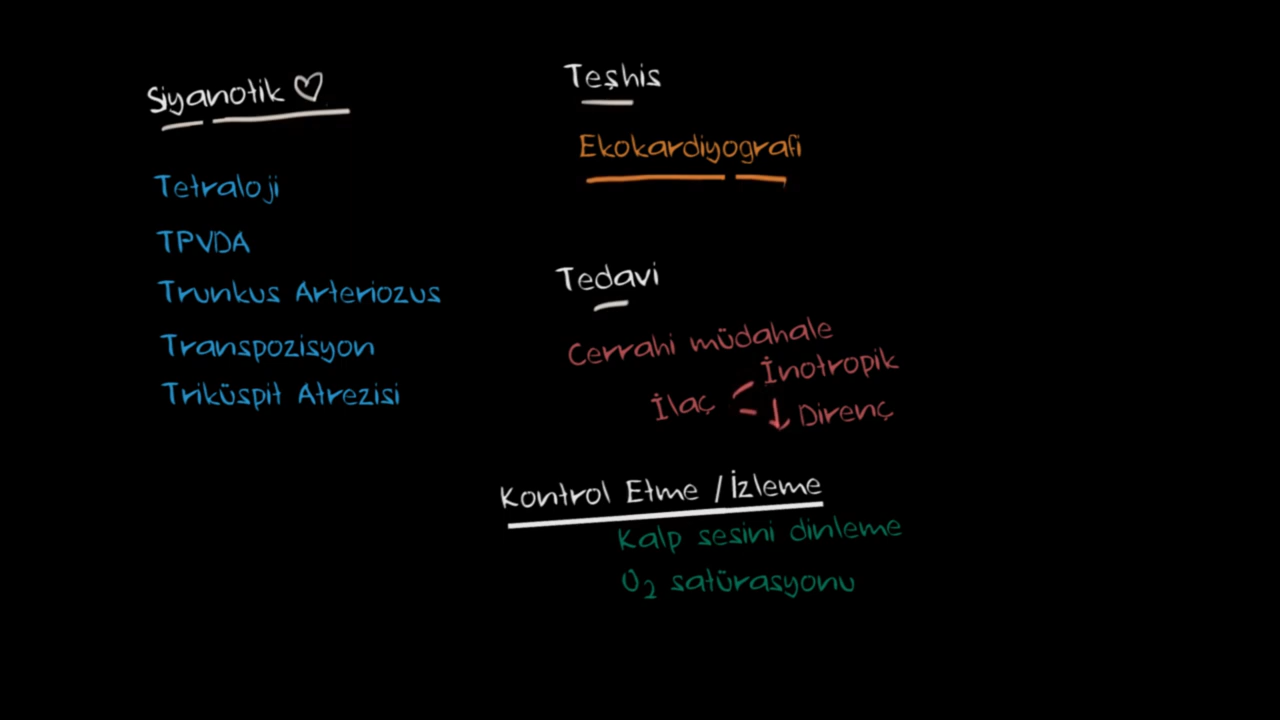 Siyanotik ♡
Tetraloji
TPVDA
Trunkus Arteriozus
Transpozisyon
Triküspit Atrezisi
Teşhis
Ekokardiyografi
Tedavi
Cerrahi müdahale
İlaç < İnotropik
↓ Direnç
Kontrol Etme / İzleme
Kalp sesini dinleme
O₂ satürasyonu